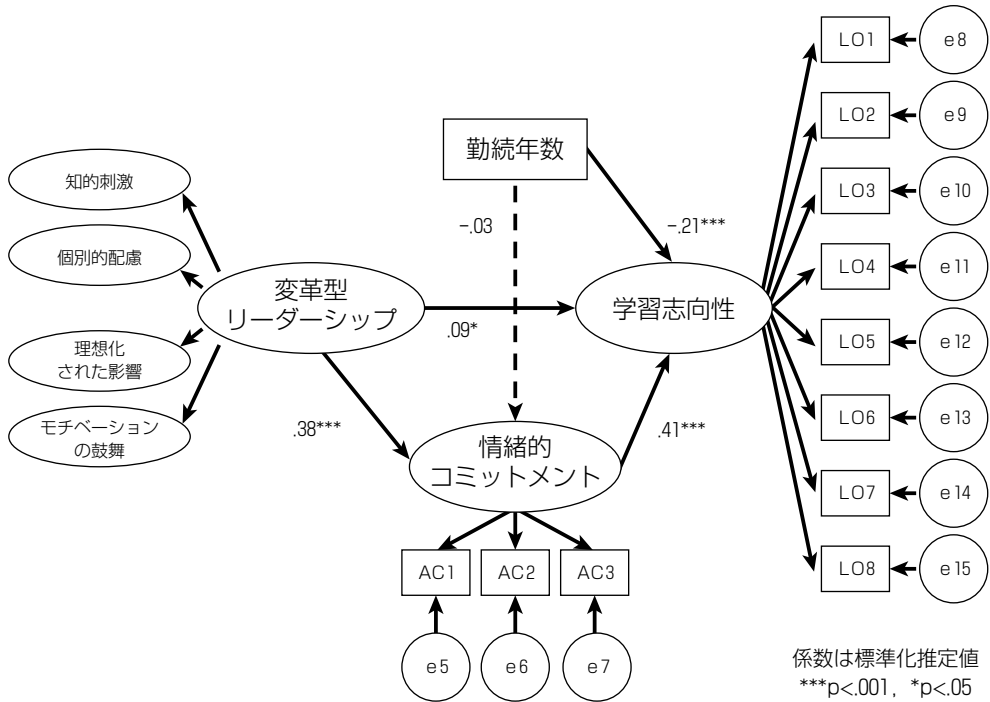 知的刺激
個別的配慮
理想化
された影響
モチベーション
の鼓舞
変革型
リーダーシップ
勤続年数
-.03
-.21***
.09*
.38***
.41***
学習志向性
情緒的
コミットメント
AC1
AC2
AC3
e5
e6
e7
LO1
e8
LO2
e9
LO3
e10
LO4
e11
LO5
e12
LO6
e13
LO7
e14
LO8
e15
係数は標準化推定値
***p<.001, *p<.05